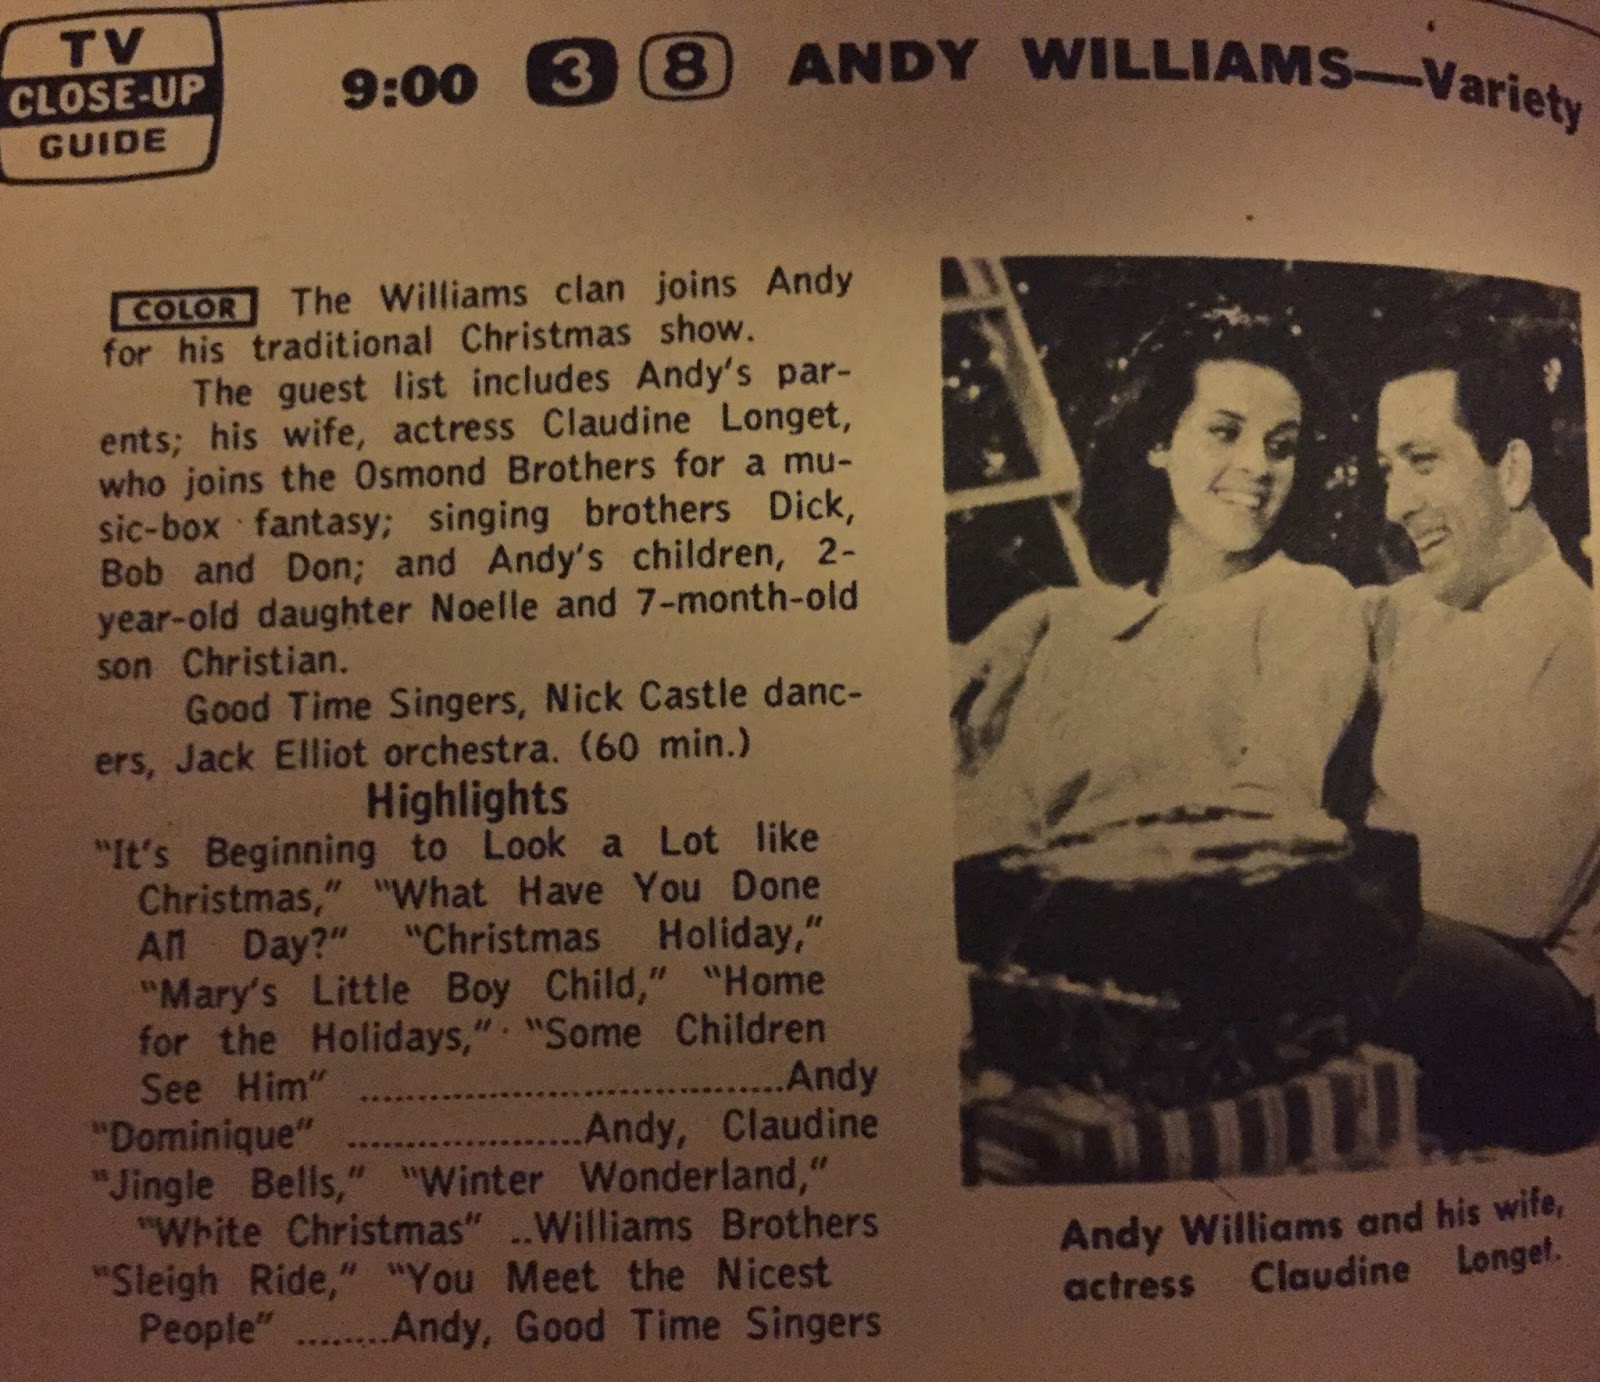 TV
CLOSE-UP
GUIDE
9:00 3 8 ANDY WILLIAMS—Variety
COLOR The Williams clan joins Andy
for his traditional Christmas show.
The guest list includes Andy's par-
ents; his wife, actress Claudine Longet,
who joins the Osmond Brothers for a mu-
sic-box fantasy; singing brothers Dick,
Bob and Don; and Andy's children, 2-
year-old daughter Noelle and 7-month-old
son Christian.
Good Time Singers, Nick Castle danc-
ers, Jack Elliot orchestra. (60 min.)
Highlights
"It's Beginning to Look a Lot like
Christmas," "What Have You Done
All Day?" "Christmas Holiday,"
"Mary's Little Boy Child," "Home
for the Holidays," "Some Children
See Him" ....................................Andy
"Dominique" ....................Andy, Claudine
"Jingle Bells," "Winter Wonderland,"
"White Christmas" ..Williams Brothers
"Sleigh Ride," "You Meet the Nicest
People" ........Andy, Good Time Singers
Andy Williams and his wife,
actress Claudine Longet.